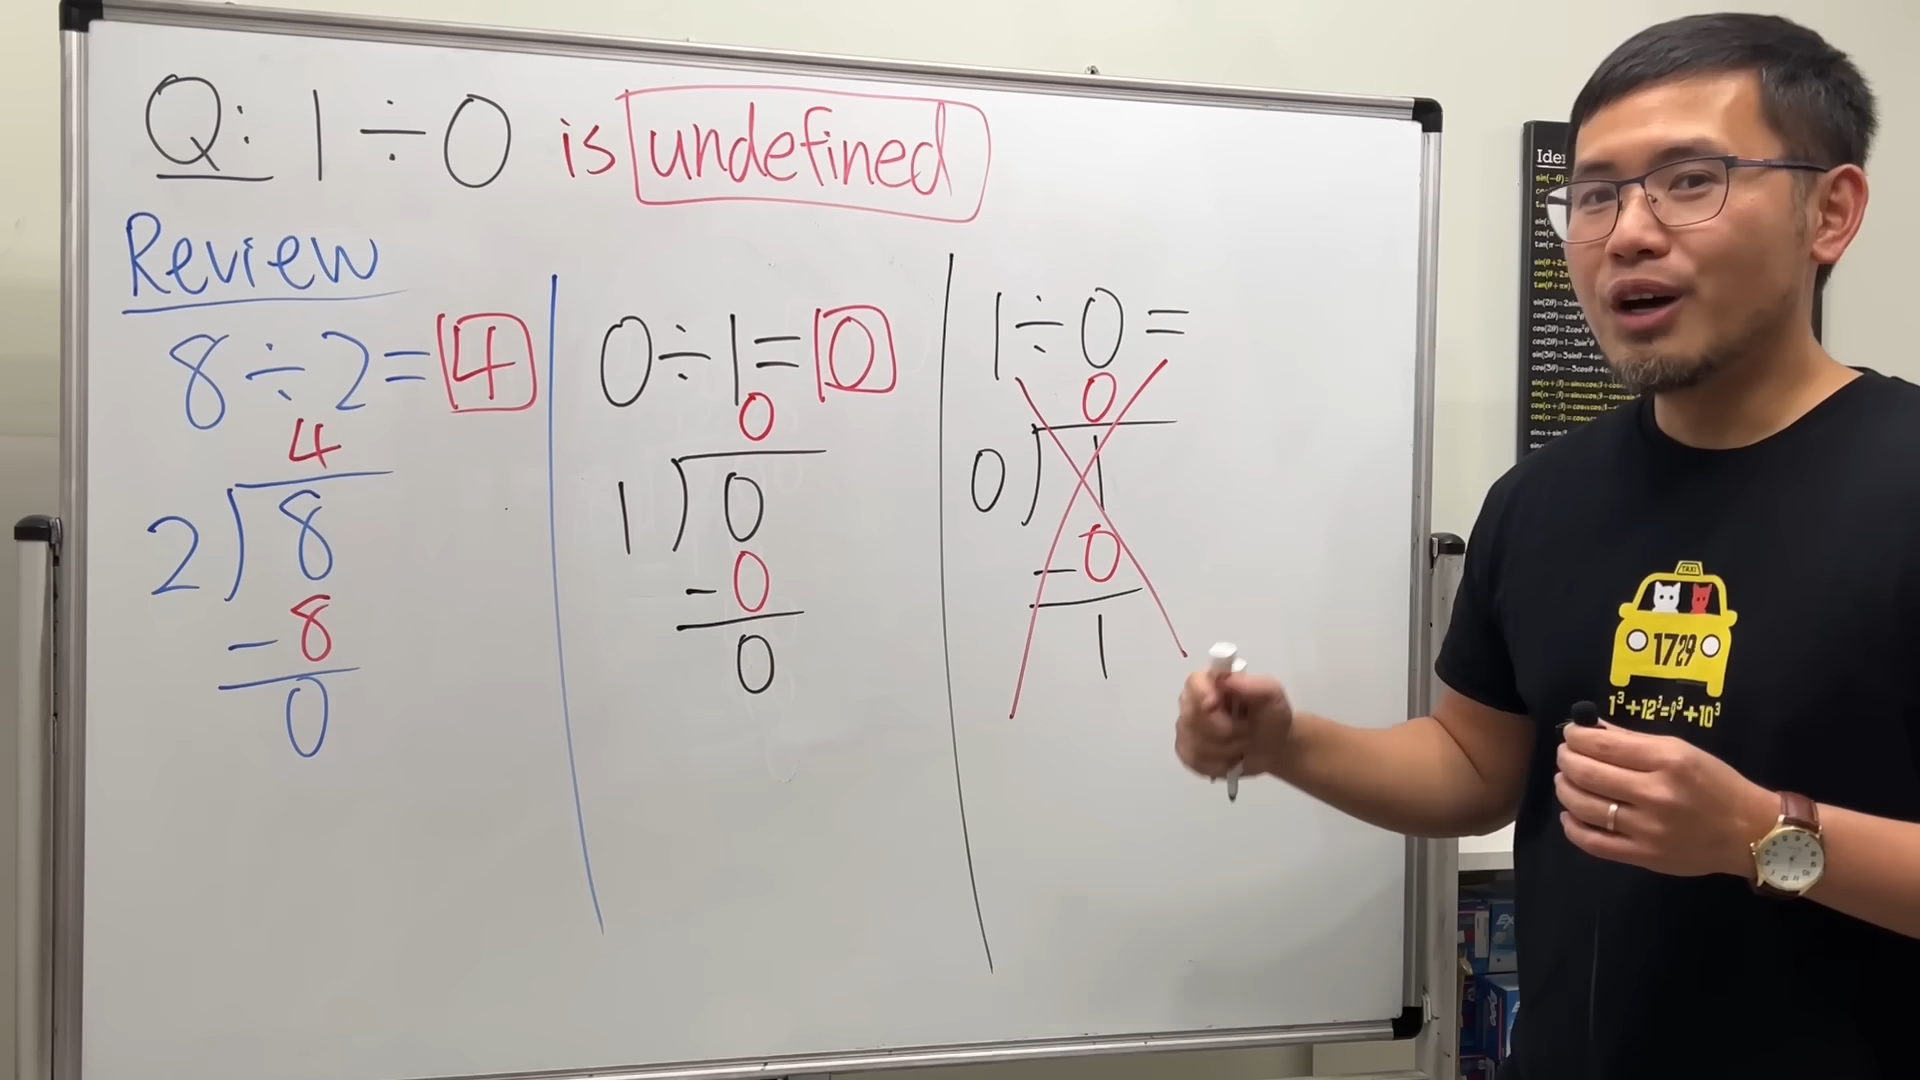 Q: 1 ÷ 0 is undefined
Review
8 ÷ 2 = 4
4
2 ) 8
- 8
0
0 ÷ 1 = 0
0
1 ) 0
- 0
0
1 ÷ 0 =
0
0 ) 1
- 0
1
TAXI
1729
1³+12³=9³+10³